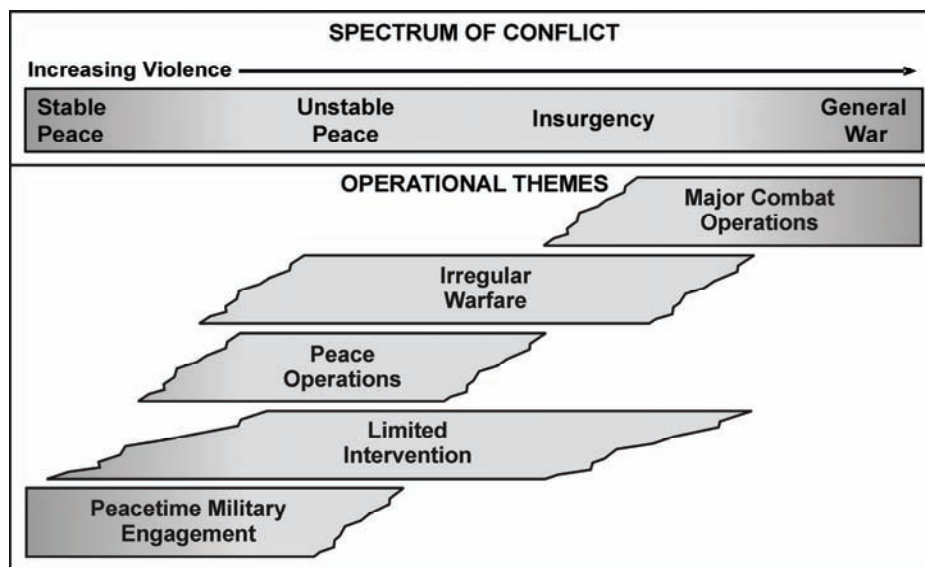 SPECTRUM OF CONFLICT
Increasing Violence
Stable
Peace
Unstable
Peace
Insurgency
General
War
OPERATIONAL THEMES
Major Combat
Operations
Irregular
Warfare
Peace
Operations
Limited
Intervention
Peacetime Military
Engagement